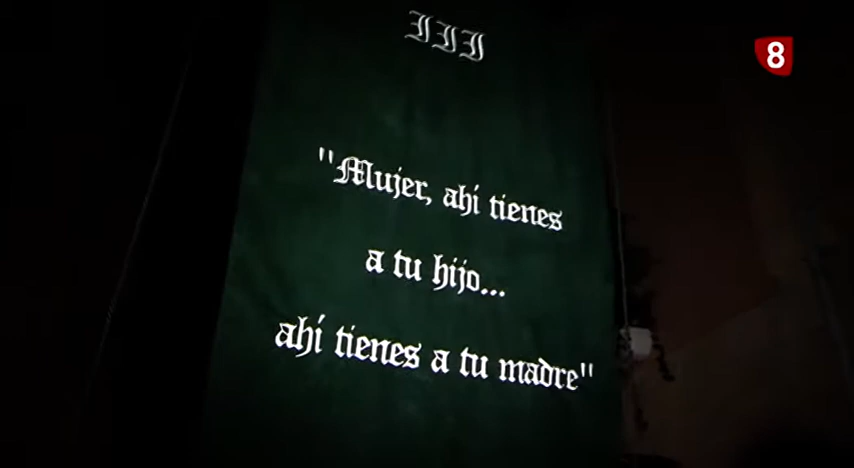 III
8
"Mujer, ahí tienes
a tu hijo...
ahí tienes a tu madre"